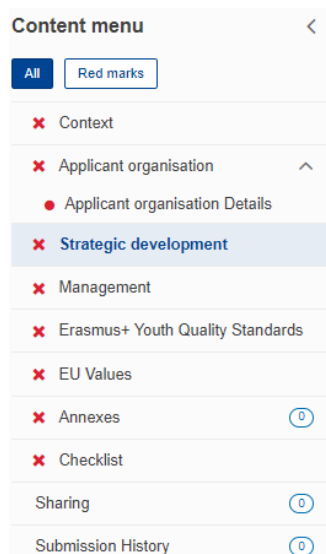 Content menu
All
Red marks
Context
Applicant organisation
Applicant organisation Details
Strategic development
Management
Erasmus+ Youth Quality Standards
EU Values
Annexes 0
Checklist
Sharing 0
Submission History 0